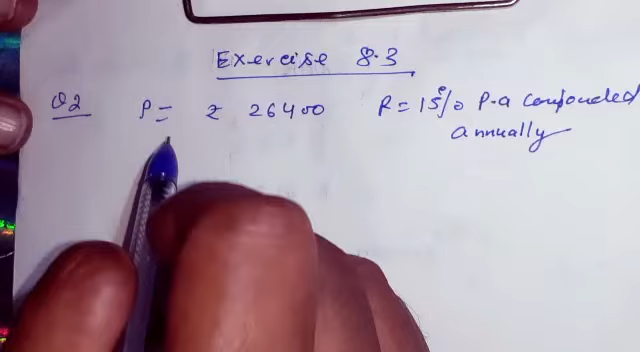 Exercise 8.3
Q2 P = ₹ 26400 R = 15% P.a compounded
annually